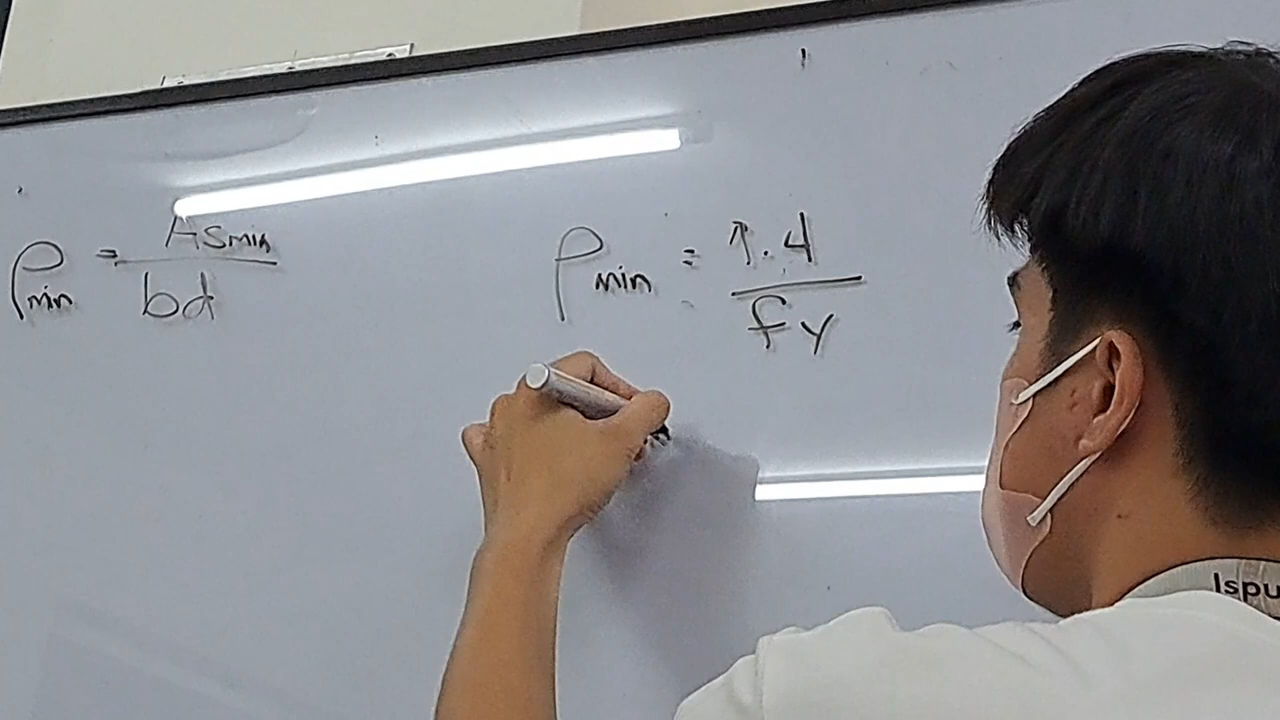 ρmin = Asmin / bd
ρmin = 1.4 / fy
Ispu